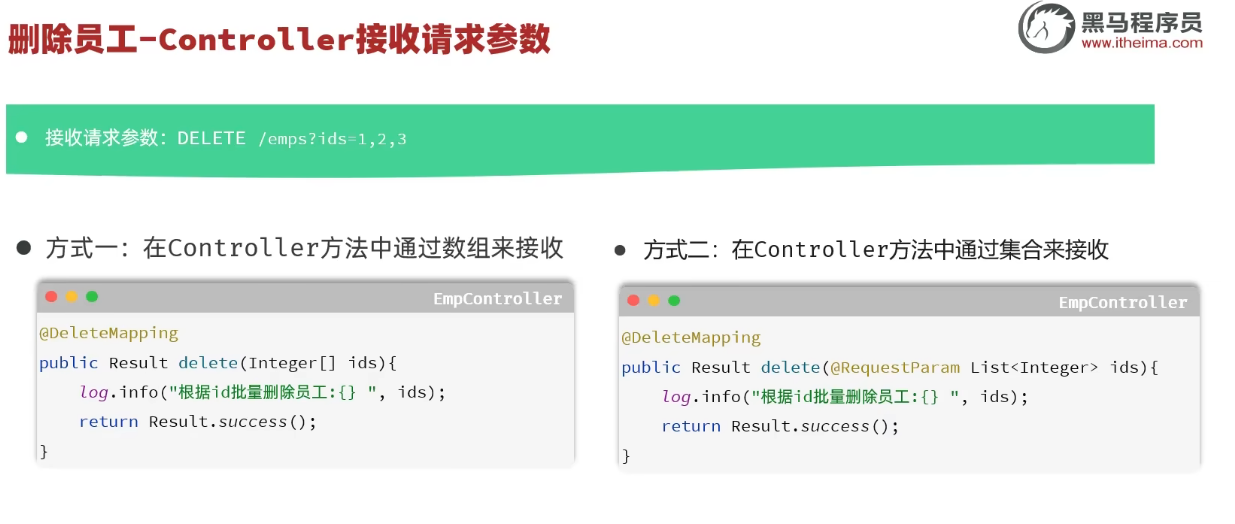 删除员工-Controller接收请求参数
黑马程序员
www.itheima.com
接收请求参数：DELETE /emps?ids=1,2,3
方式一：在Controller方法中通过数组来接收
EmpController
@DeleteMapping
public Result delete(Integer[] ids){
    log.info("根据id批量删除员工:{} ", ids);
    return Result.success();
}
方式二：在Controller方法中通过集合来接收
EmpController
@DeleteMapping
public Result delete(@RequestParam List<Integer> ids){
    log.info("根据id批量删除员工:{} ", ids);
    return Result.success();
}